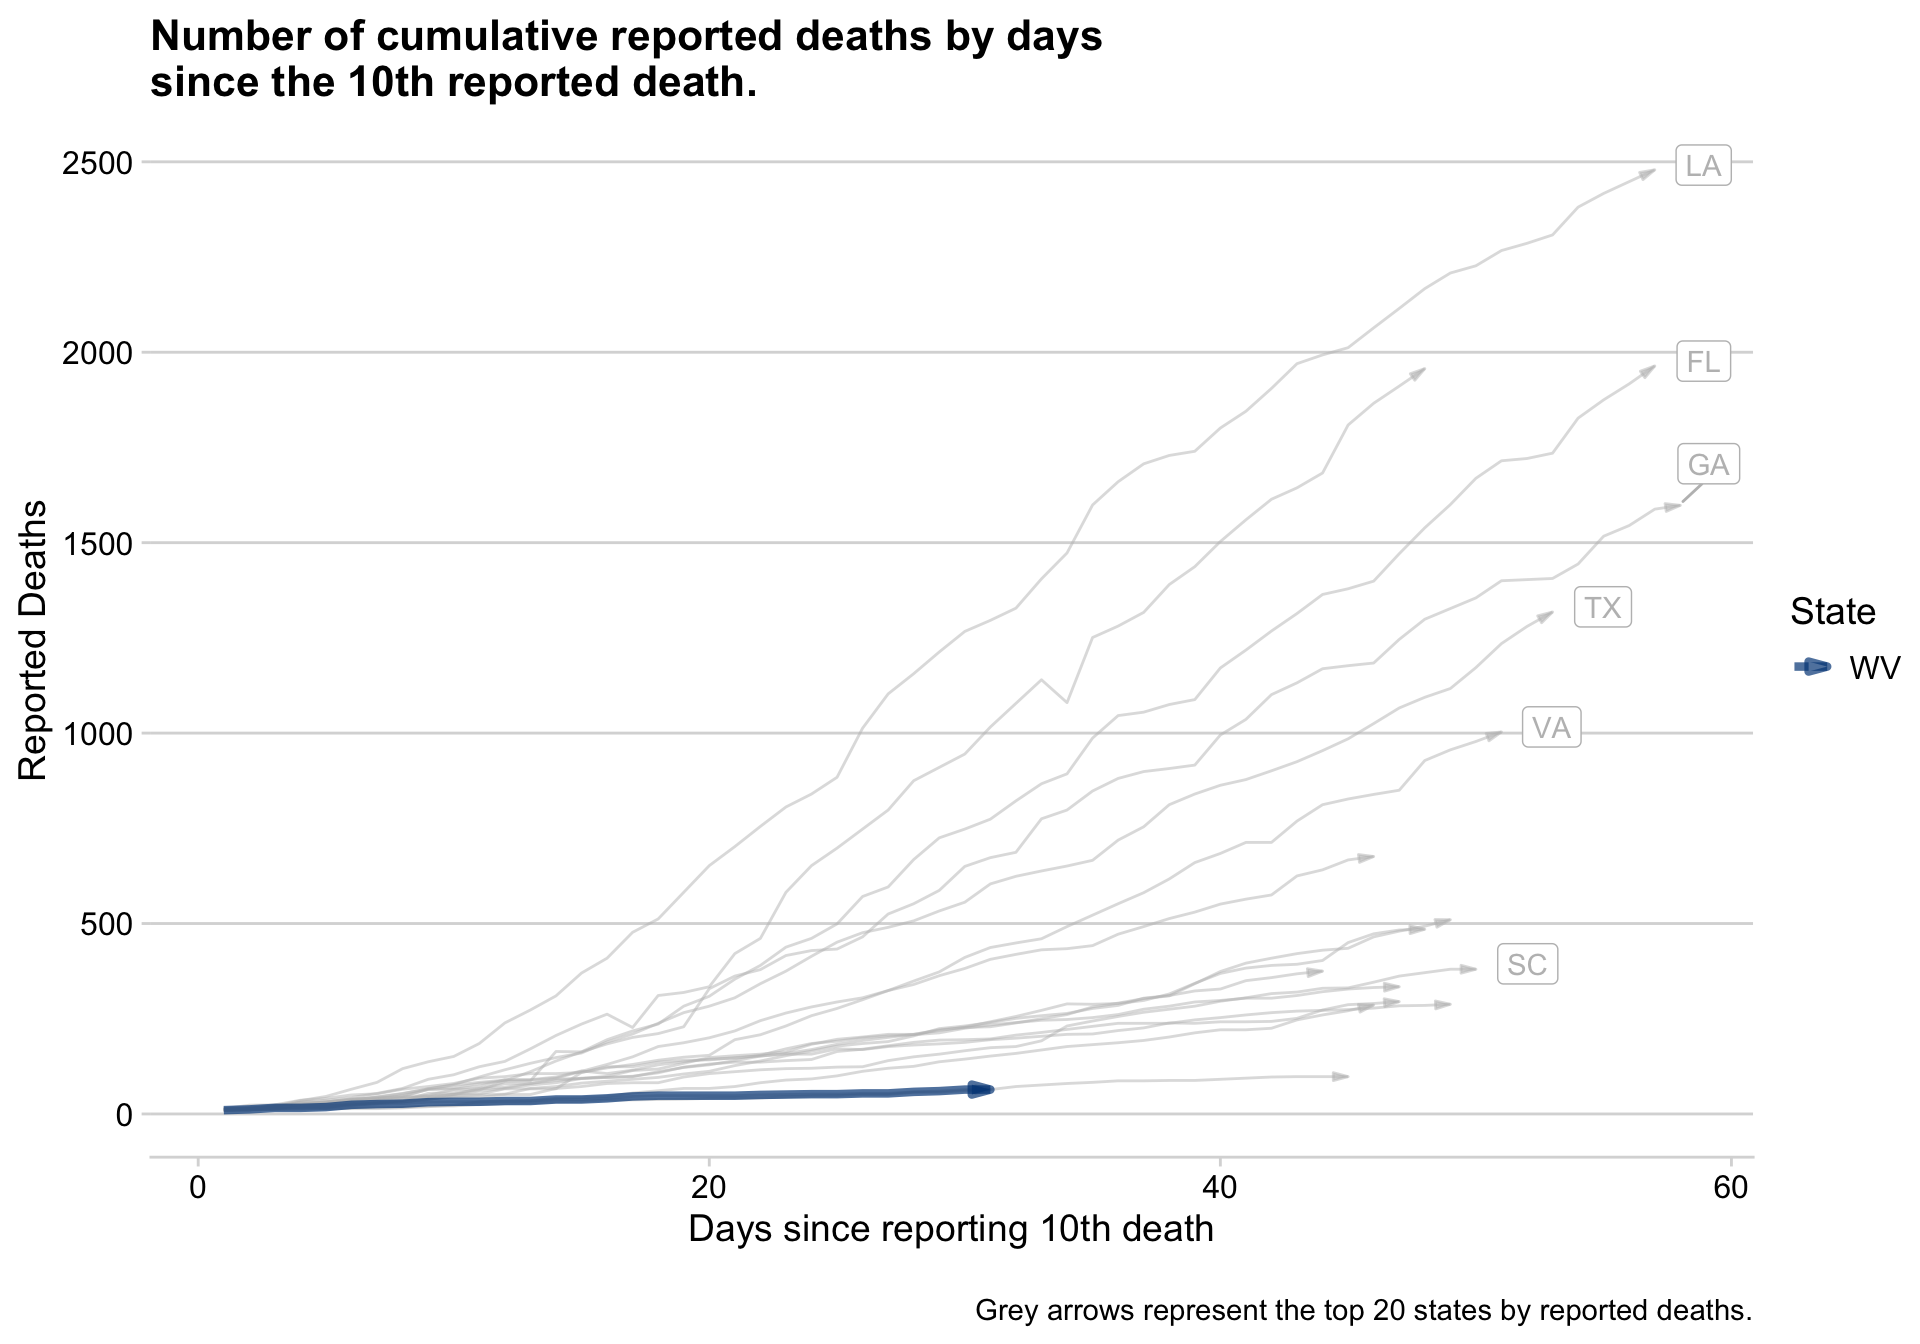 Number of cumulative reported deaths by days
since the 10th reported death.
2500
2000
1500
1000
500
0
Reported Deaths
LA
FL
GA
TX
VA
SC
State
WV
0 20 40 60
Days since reporting 10th death
Grey arrows represent the top 20 states by reported deaths.